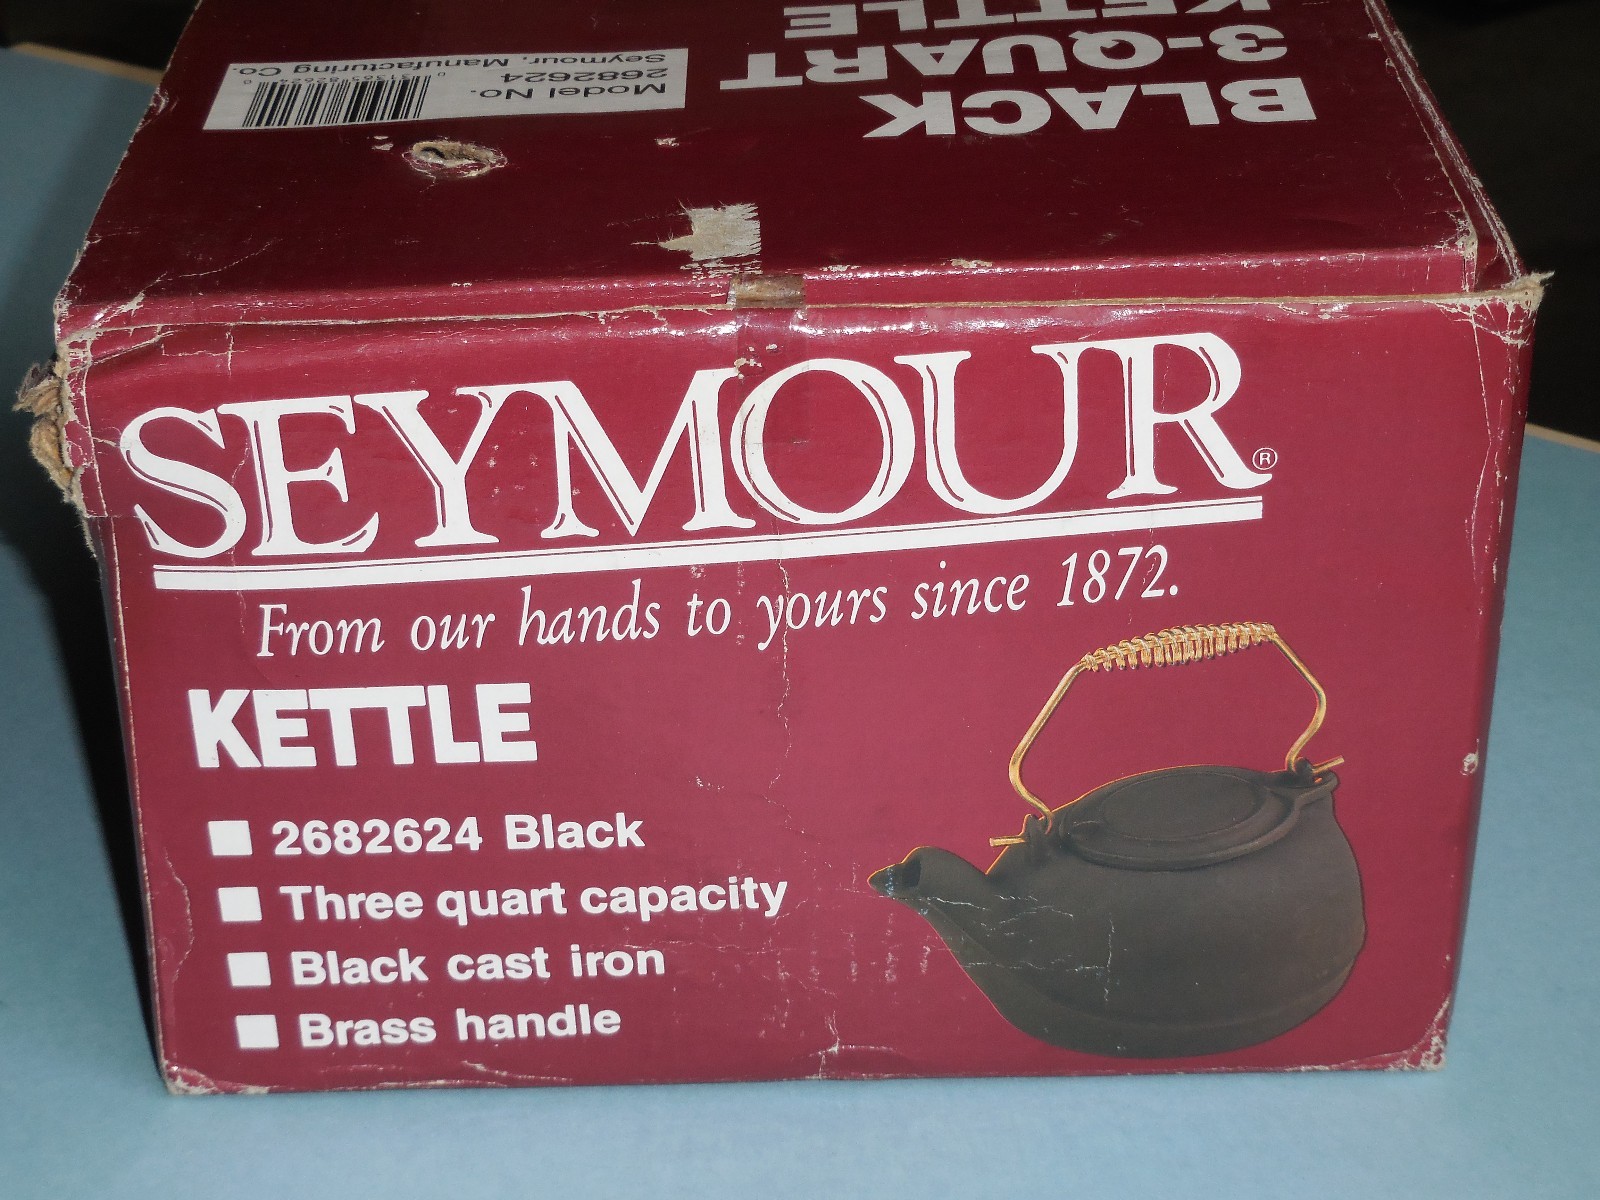 BLACK
3-QUART
KETTLE
Model No.
2682624
Seymour, Manufacturing Co.
SEYMOUR®
From our hands to yours since 1872.
KETTLE
2682624 Black
Three quart capacity
Black cast iron
Brass handle